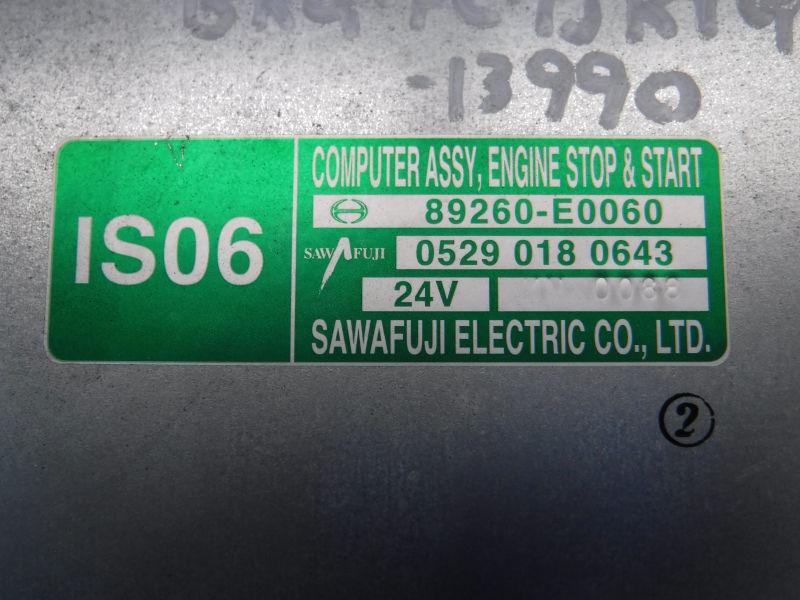 -13990
IS06
COMPUTER ASSY, ENGINE STOP & START
89260-E0060
SAWAFUJI 0529 018 0643
24V
SAWAFUJI ELECTRIC CO., LTD.
2